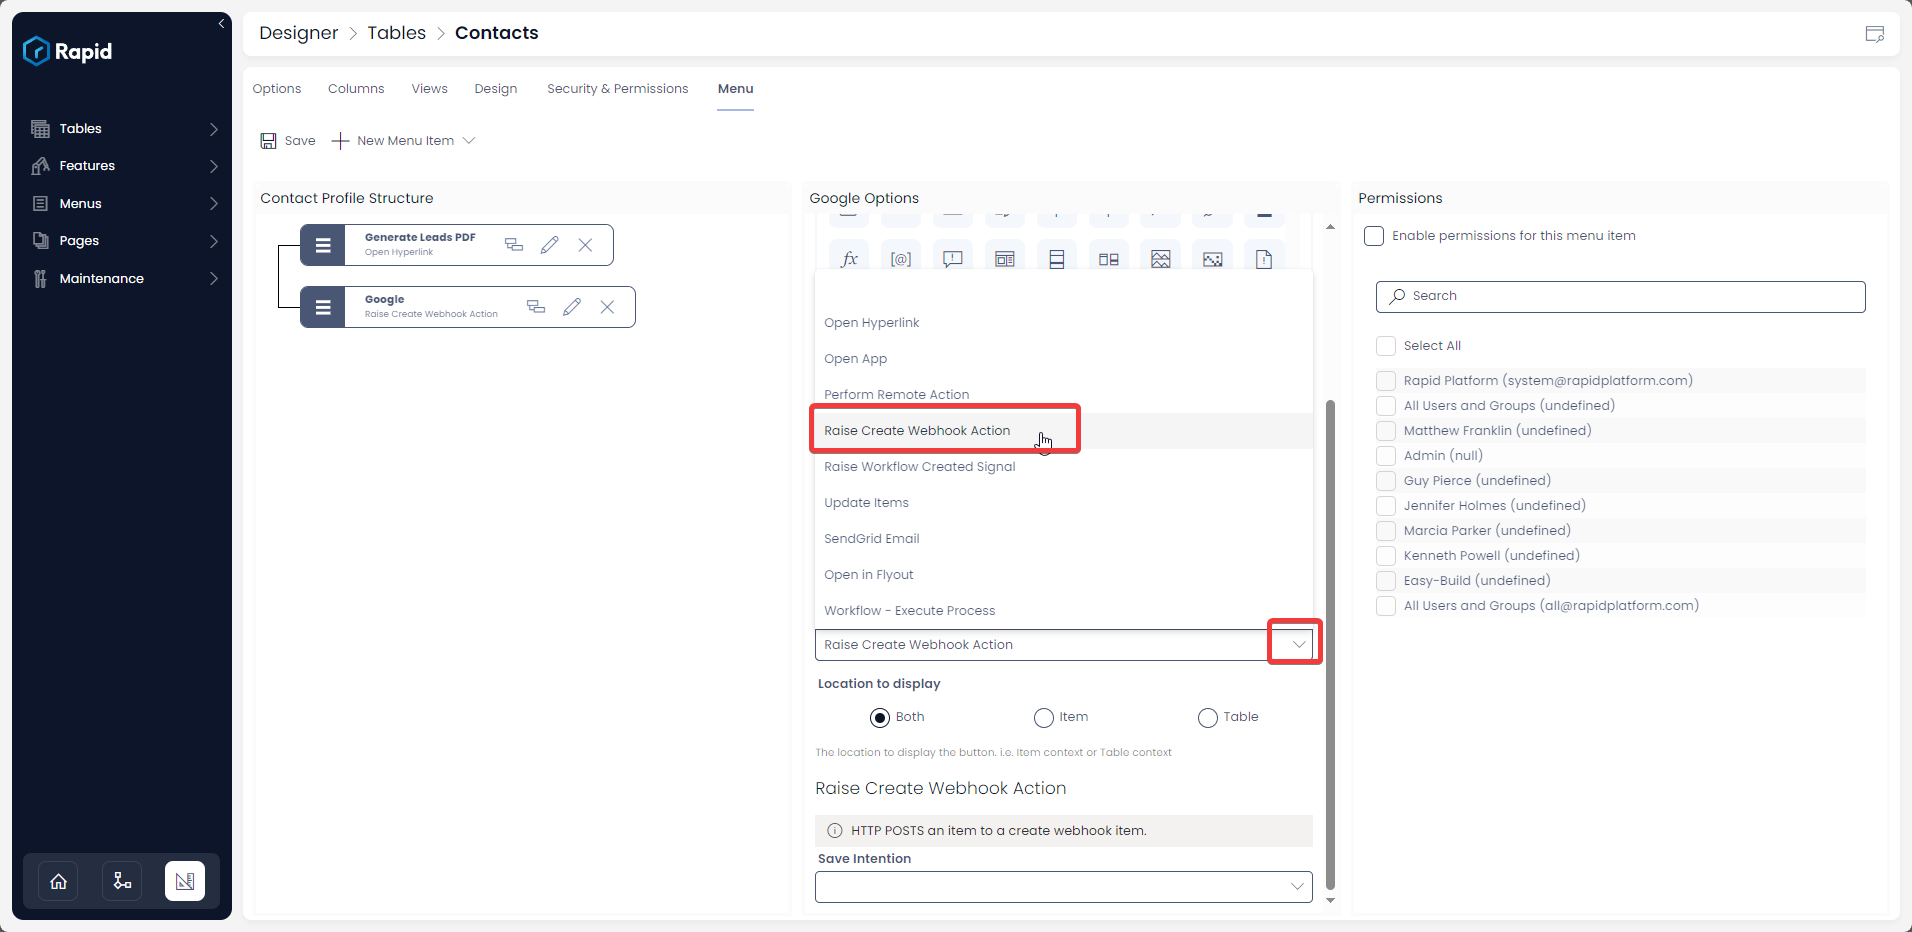 Rapid
Tables
Features
Menus
Pages
Maintenance
Designer > Tables > Contacts
Options Columns Views Design Security & Permissions Menu
Save New Menu Item
Contact Profile Structure
Generate Leads PDF
Open Hyperlink
Google
Raise Create Webhook Action
Google Options
fx [@]
Open Hyperlink
Open App
Perform Remote Action
Raise Create Webhook Action
Raise Workflow Created Signal
Update Items
SendGrid Email
Open in Flyout
Workflow - Execute Process
Raise Create Webhook Action
Location to display
Both Item Table
The location to display the button. i.e. Item context or Table context
Raise Create Webhook Action
HTTP POSTS an item to a create webhook item.
Save Intention
Permissions
Enable permissions for this menu item
Search
Select All
Rapid Platform (system@rapidplatform.com)
All Users and Groups (undefined)
Matthew Franklin (undefined)
Admin (null)
Guy Pierce (undefined)
Jennifer Holmes (undefined)
Marcia Parker (undefined)
Kenneth Powell (undefined)
Easy-Build (undefined)
All Users and Groups (all@rapidplatform.com)